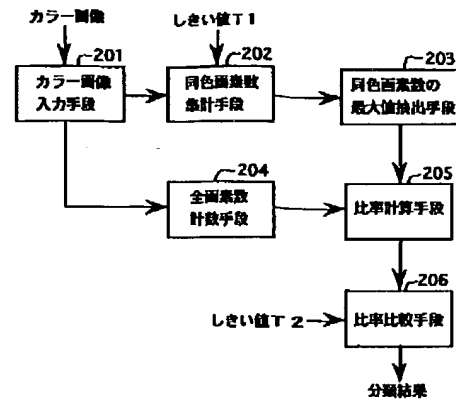 カラー画像
しきい値T1
201
カラー画像
入力手段
202
同色画素数
集計手段
203
同色画素数の
最大値抽出手段
204
全画素数
計数手段
205
比率計算手段
206
しきい値T 2
比率比較手段
分類結果